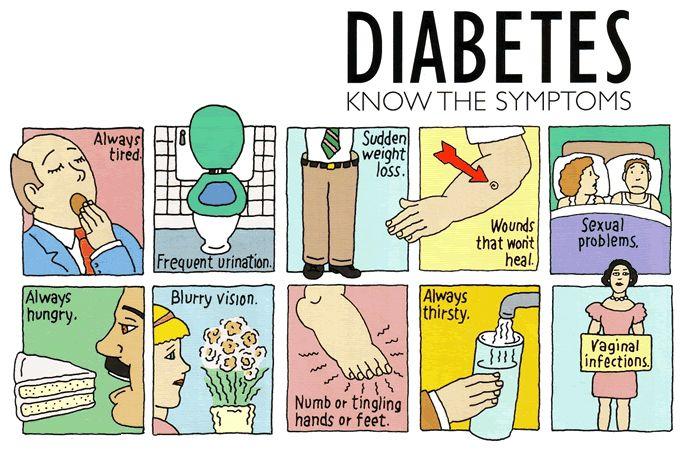 DIABETES
KNOW THE SYMPTOMS
Always
tired.
Frequent urination.
Sudden
weight
loss.
Wounds
that won't
heal.
Sexual
problems.
Always
hungry.
Blurry vision.
Numb or tingling
hands or feet.
Always
thirsty.
Vaginal
infections.